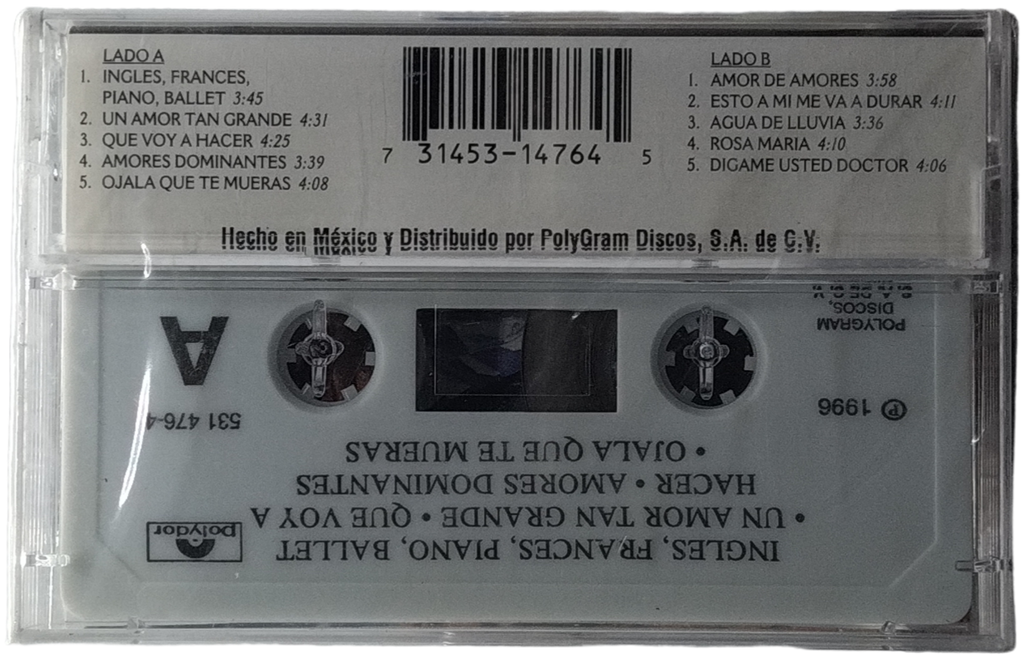 LADO A
1. INGLES, FRANCES,
PIANO, BALLET 3:45
2. UN AMOR TAN GRANDE 4:31
3. QUE VOY A HACER 4:25
4. AMORES DOMINANTES 3:39
5. OJALA QUE TE MUERAS 4:08
7 31453-14764 5
LADO B
1. AMOR DE AMORES 3:58
2. ESTO A MI ME VA A DURAR 4:11
3. AGUA DE LLUVIA 3:36
4. ROSA MARIA 4:10
5. DIGAME USTED DOCTOR 4:06
Hecho en México y Distribuido por PolyGram Discos, S.A. de C.V.
polydor
INGLES, FRANCES, PIANO, BALLET
• UN AMOR TAN GRANDE • QUE VOY A
HACER • AMORES DOMINANTES
• OJALA QUE TE MUERAS
℗ 1996
531 476-4
A
POLYGRAM
DISCOS,
S.A. DE C.V.